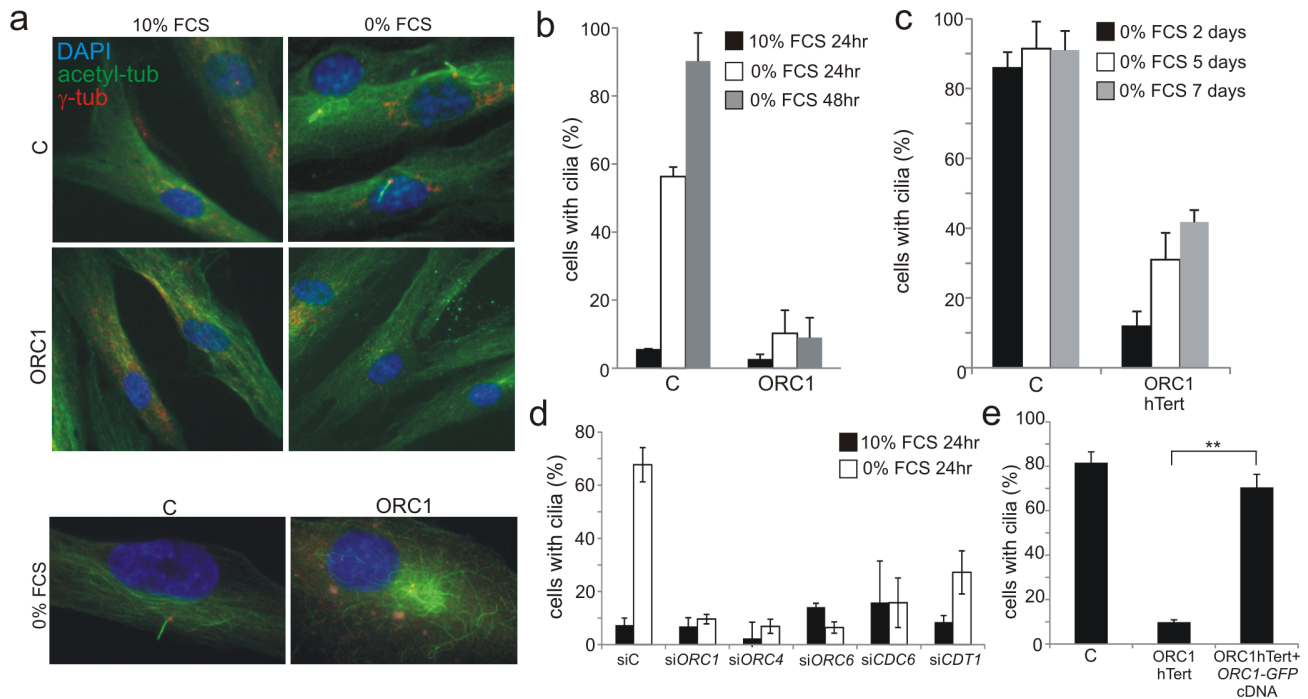 a
10% FCS
0% FCS
DAPI
acetyl-tub
γ-tub
C
ORC1
C
ORC1
0% FCS
b
cells with cilia (%)
100
80
60
40
20
0
10% FCS 24hr
0% FCS 24hr
0% FCS 48hr
C
ORC1
c
cells with cilia (%)
100
80
60
40
20
0
0% FCS 2 days
0% FCS 5 days
0% FCS 7 days
C
ORC1
hTert
d
cells with cilia (%)
80
60
40
20
0
10% FCS 24hr
0% FCS 24hr
siC
siORC1
siORC4
siORC6
siCDC6
siCDT1
e
cells with cilia (%)
100
80
60
40
20
0
**
C
ORC1
hTert
ORC1hTert+
ORC1-GFP
cDNA